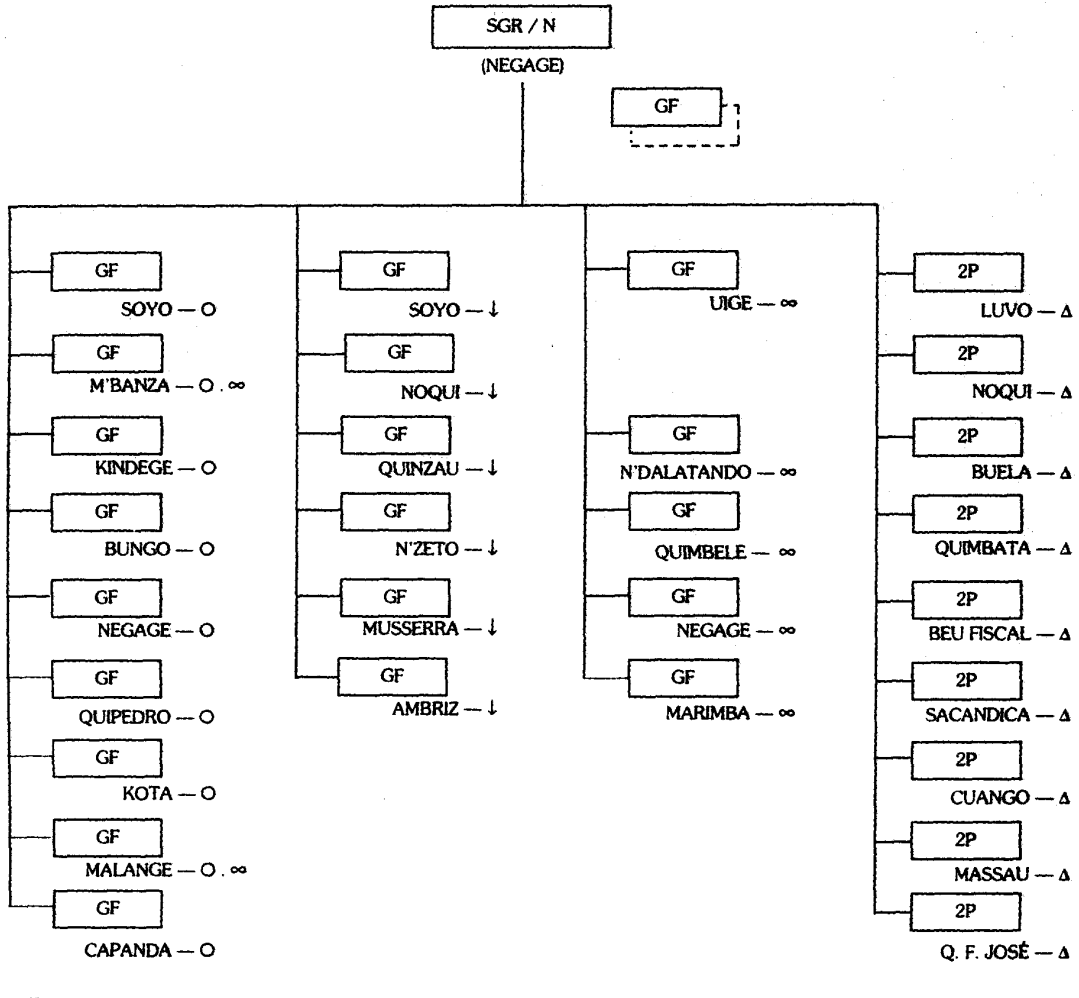 SGR / N
(NEGAGE)
GF
GF
SOYO — O
GF
M'BANZA — O . ∞
GF
KINDEGE — O
GF
BUNGO — O
GF
NEGAGE — O
GF
QUIPEDRO — O
GF
KOTA — O
GF
MALANGE — O . ∞
GF
CAPANDA — O
GF
SOYO — ↓
GF
NOQUI — ↓
GF
QUINZAU — ↓
GF
N'ZETO — ↓
GF
MUSSERRA — ↓
GF
AMBRIZ — ↓
GF
UIGE — ∞
GF
N'DALATANDO — ∞
GF
QUIMBELE — ∞
GF
NEGAGE — ∞
GF
MARIMBA — ∞
2P
LUVO — Δ
2P
NOQUI — Δ
2P
BUELA — Δ
2P
QUIMBATA — Δ
2P
BEU FISCAL — Δ
2P
SACANDICA — Δ
2P
CUANGO — Δ
2P
MASSAU — Δ
2P
Q. F. JOSÉ — Δ